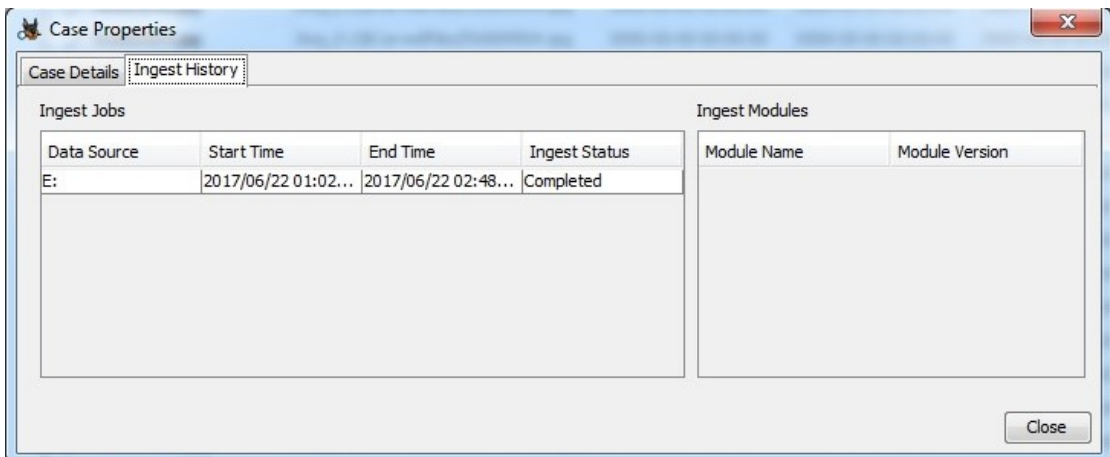 Case Properties
Case Details Ingest History
Ingest Jobs
Data Source Start Time End Time Ingest Status
E: 2017/06/22 01:02... 2017/06/22 02:48... Completed
Ingest Modules
Module Name Module Version
Close